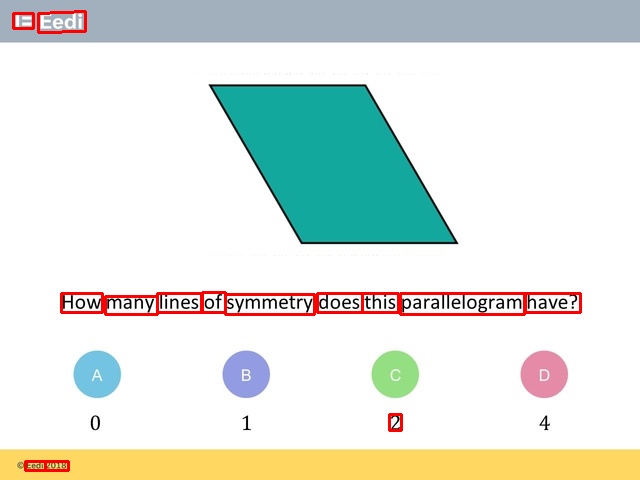 Eedi
How many lines of symmetry does this parallelogram have?
A B C D
0 1 2 4
© Eedi 2018